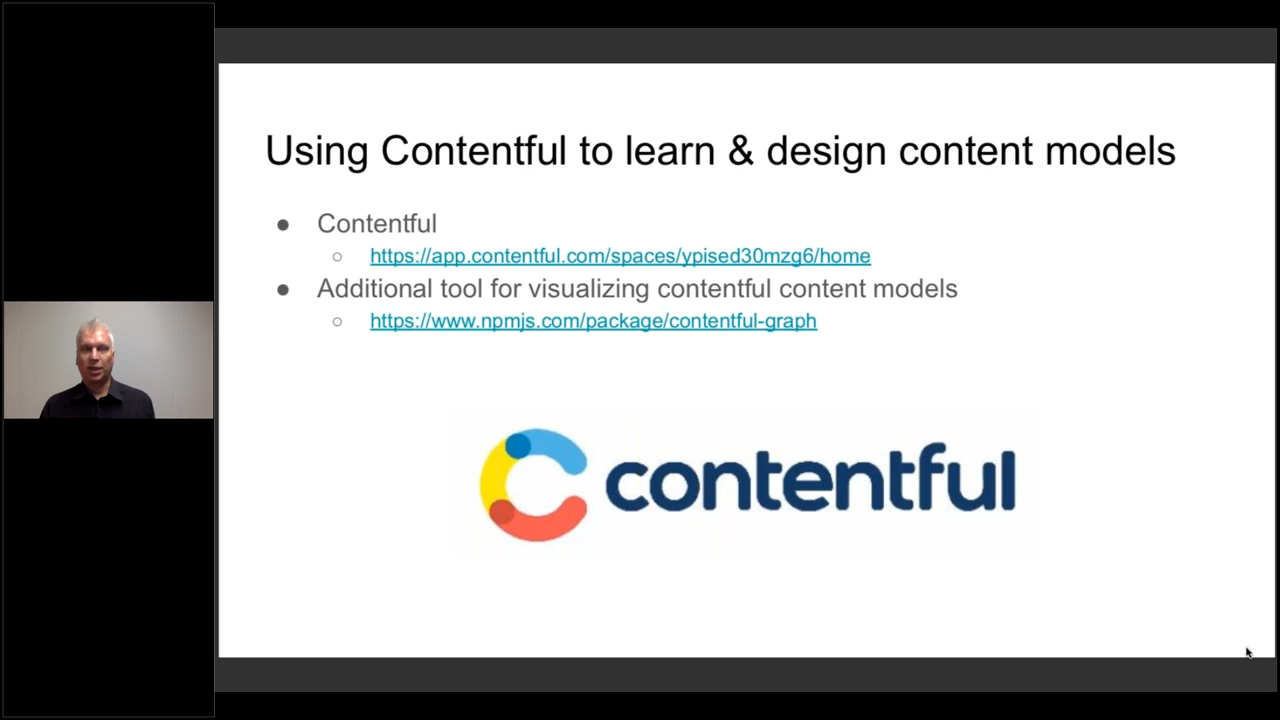 Using Contentful to learn & design content models
● Contentful
○ https://app.contentful.com/spaces/ypised30mzg6/home
● Additional tool for visualizing contentful content models
○ https://www.npmjs.com/package/contentful-graph
contentful